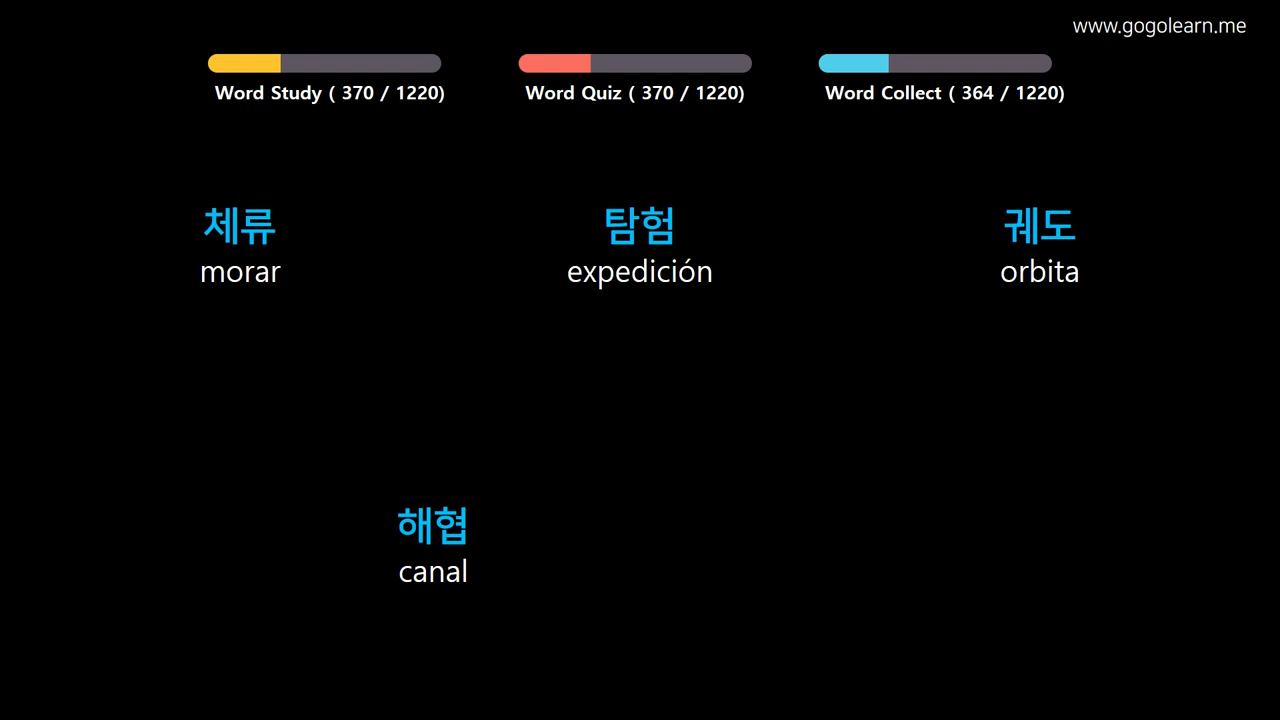 www.gogolearn.me
Word Study ( 370 / 1220)
Word Quiz ( 370 / 1220)
Word Collect ( 364 / 1220)
체류
morar
탐험
expedición
궤도
orbita
해협
canal